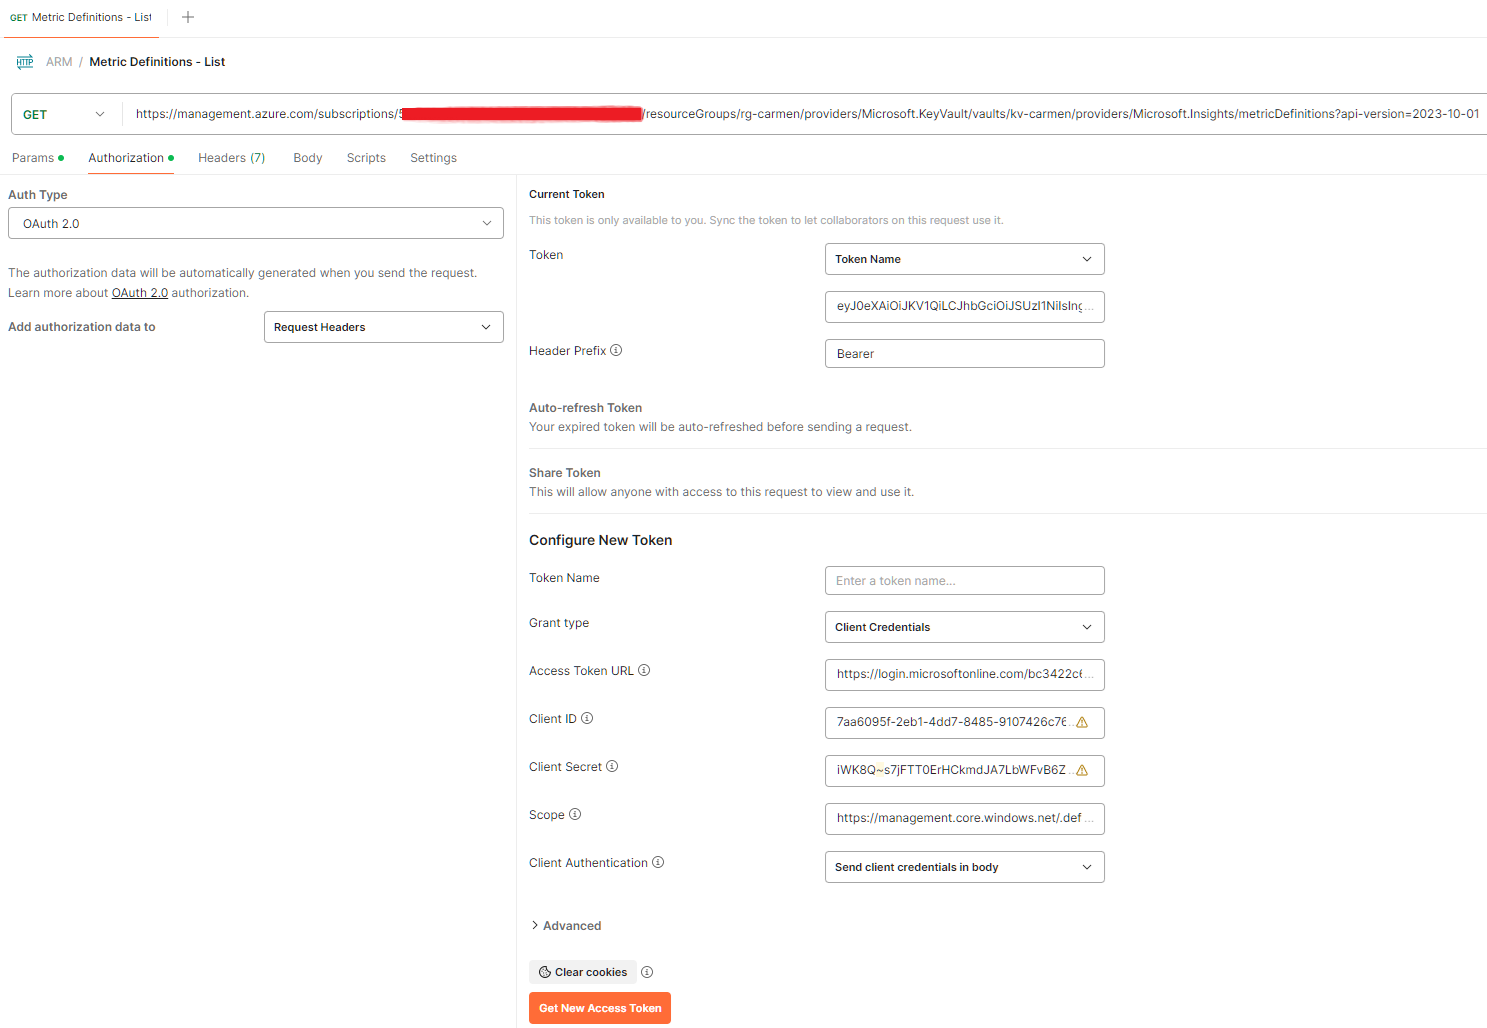 GET Metric Definitions - List
HTTP ARM / Metric Definitions - List
GET https://management.azure.com/subscriptions/5 /resourceGroups/rg-carmen/providers/Microsoft.KeyVault/vaults/kv-carmen/providers/Microsoft.Insights/metricDefinitions?api-version=2023-10-01
Params Authorization Headers (7) Body Scripts Settings
Auth Type
OAuth 2.0
The authorization data will be automatically generated when you send the request.
Learn more about OAuth 2.0 authorization.
Add authorization data to Request Headers
Current Token
This token is only available to you. Sync the token to let collaborators on this request use it.
Token Token Name
eyJ0eXAiOiJKV1QiLCJhbGciOiJSUzI1NiIsIng...
Header Prefix Bearer
Auto-refresh Token
Your expired token will be auto-refreshed before sending a request.
Share Token
This will allow anyone with access to this request to view and use it.
Configure New Token
Token Name Enter a token name...
Grant type Client Credentials
Access Token URL https://login.microsoftonline.com/bc3422c6...
Client ID 7aa6095f-2eb1-4dd7-8485-9107426c76...
Client Secret iWK8Q~s7jFTT0ErHCkmdJA7LbWFvB6Z...
Scope https://management.core.windows.net/.def...
Client Authentication Send client credentials in body
Advanced
Clear cookies
Get New Access Token